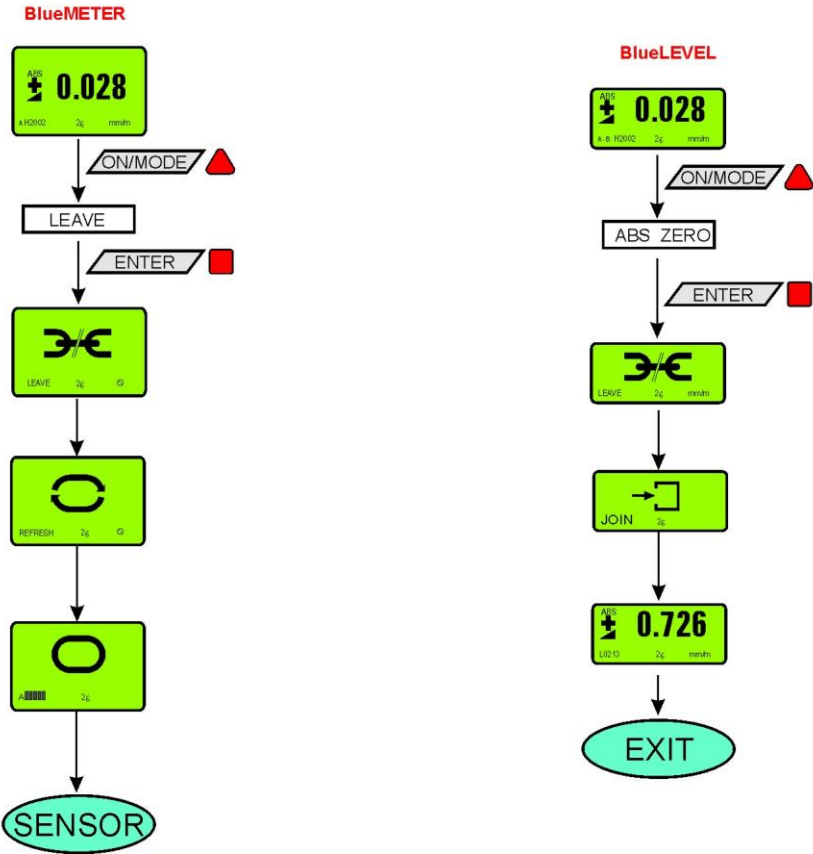 BlueMETER
ABS
0.028
A H2002 2g mm/m
ON/MODE
LEAVE
ENTER
LEAVE 2g
REFRESH 2g
A 2g
SENSOR
BlueLEVEL
ABS
0.028
A-B H2002 2g mm/m
ON/MODE
ABS ZERO
ENTER
LEAVE 2g mm/m
JOIN 2g
ABS
0.726
L0213 2g mm/m
EXIT